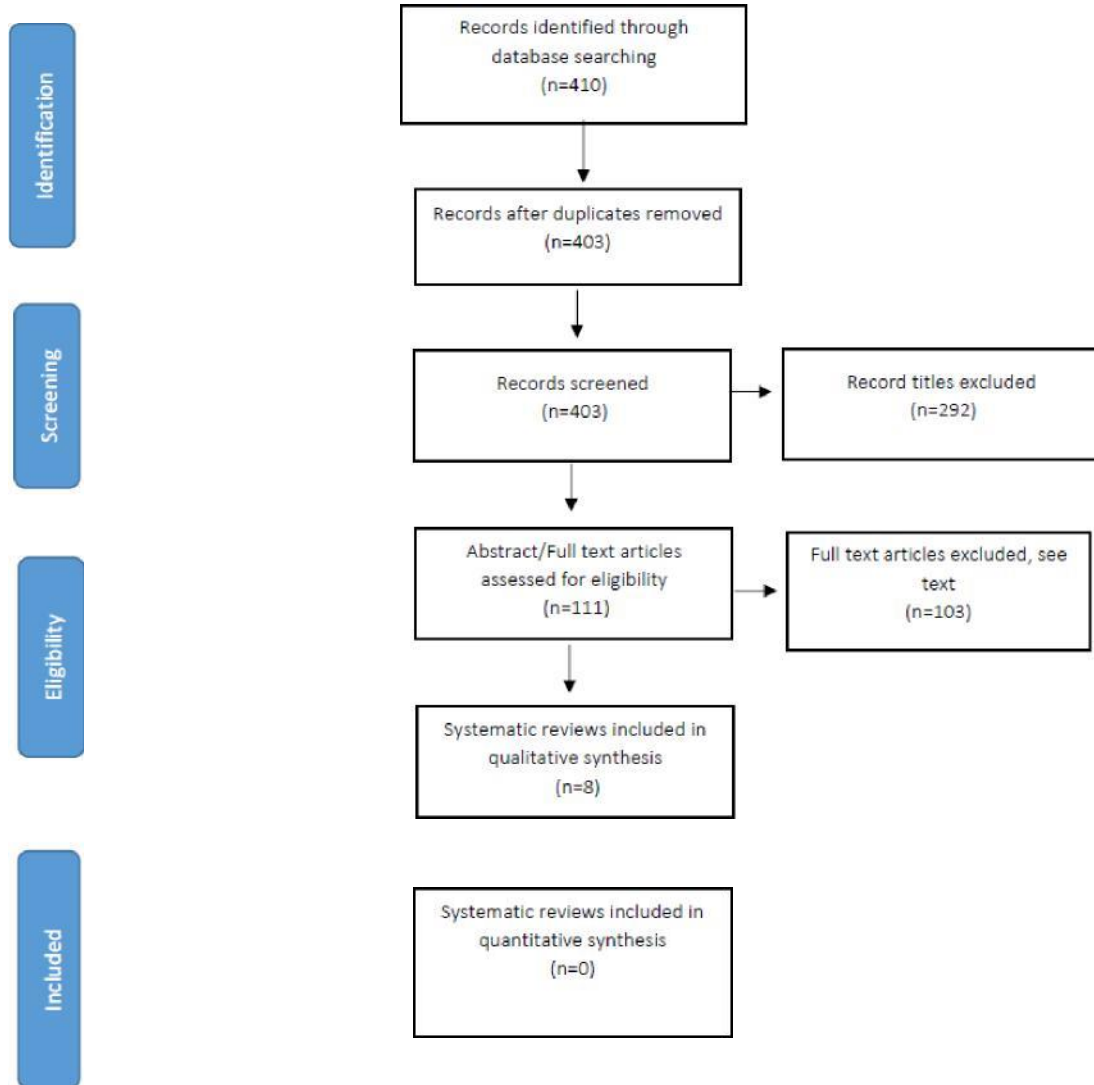 Identification
Records identified through
database searching
(n=410)
Records after duplicates removed
(n=403)
Screening
Records screened
(n=403)
Record titles excluded
(n=292)
Eligibility
Abstract/Full text articles
assessed for eligibility
(n=111)
Full text articles excluded, see
text
(n=103)
Systematic reviews included in
qualitative synthesis
(n=8)
Included
Systematic reviews included in
quantitative synthesis
(n=0)